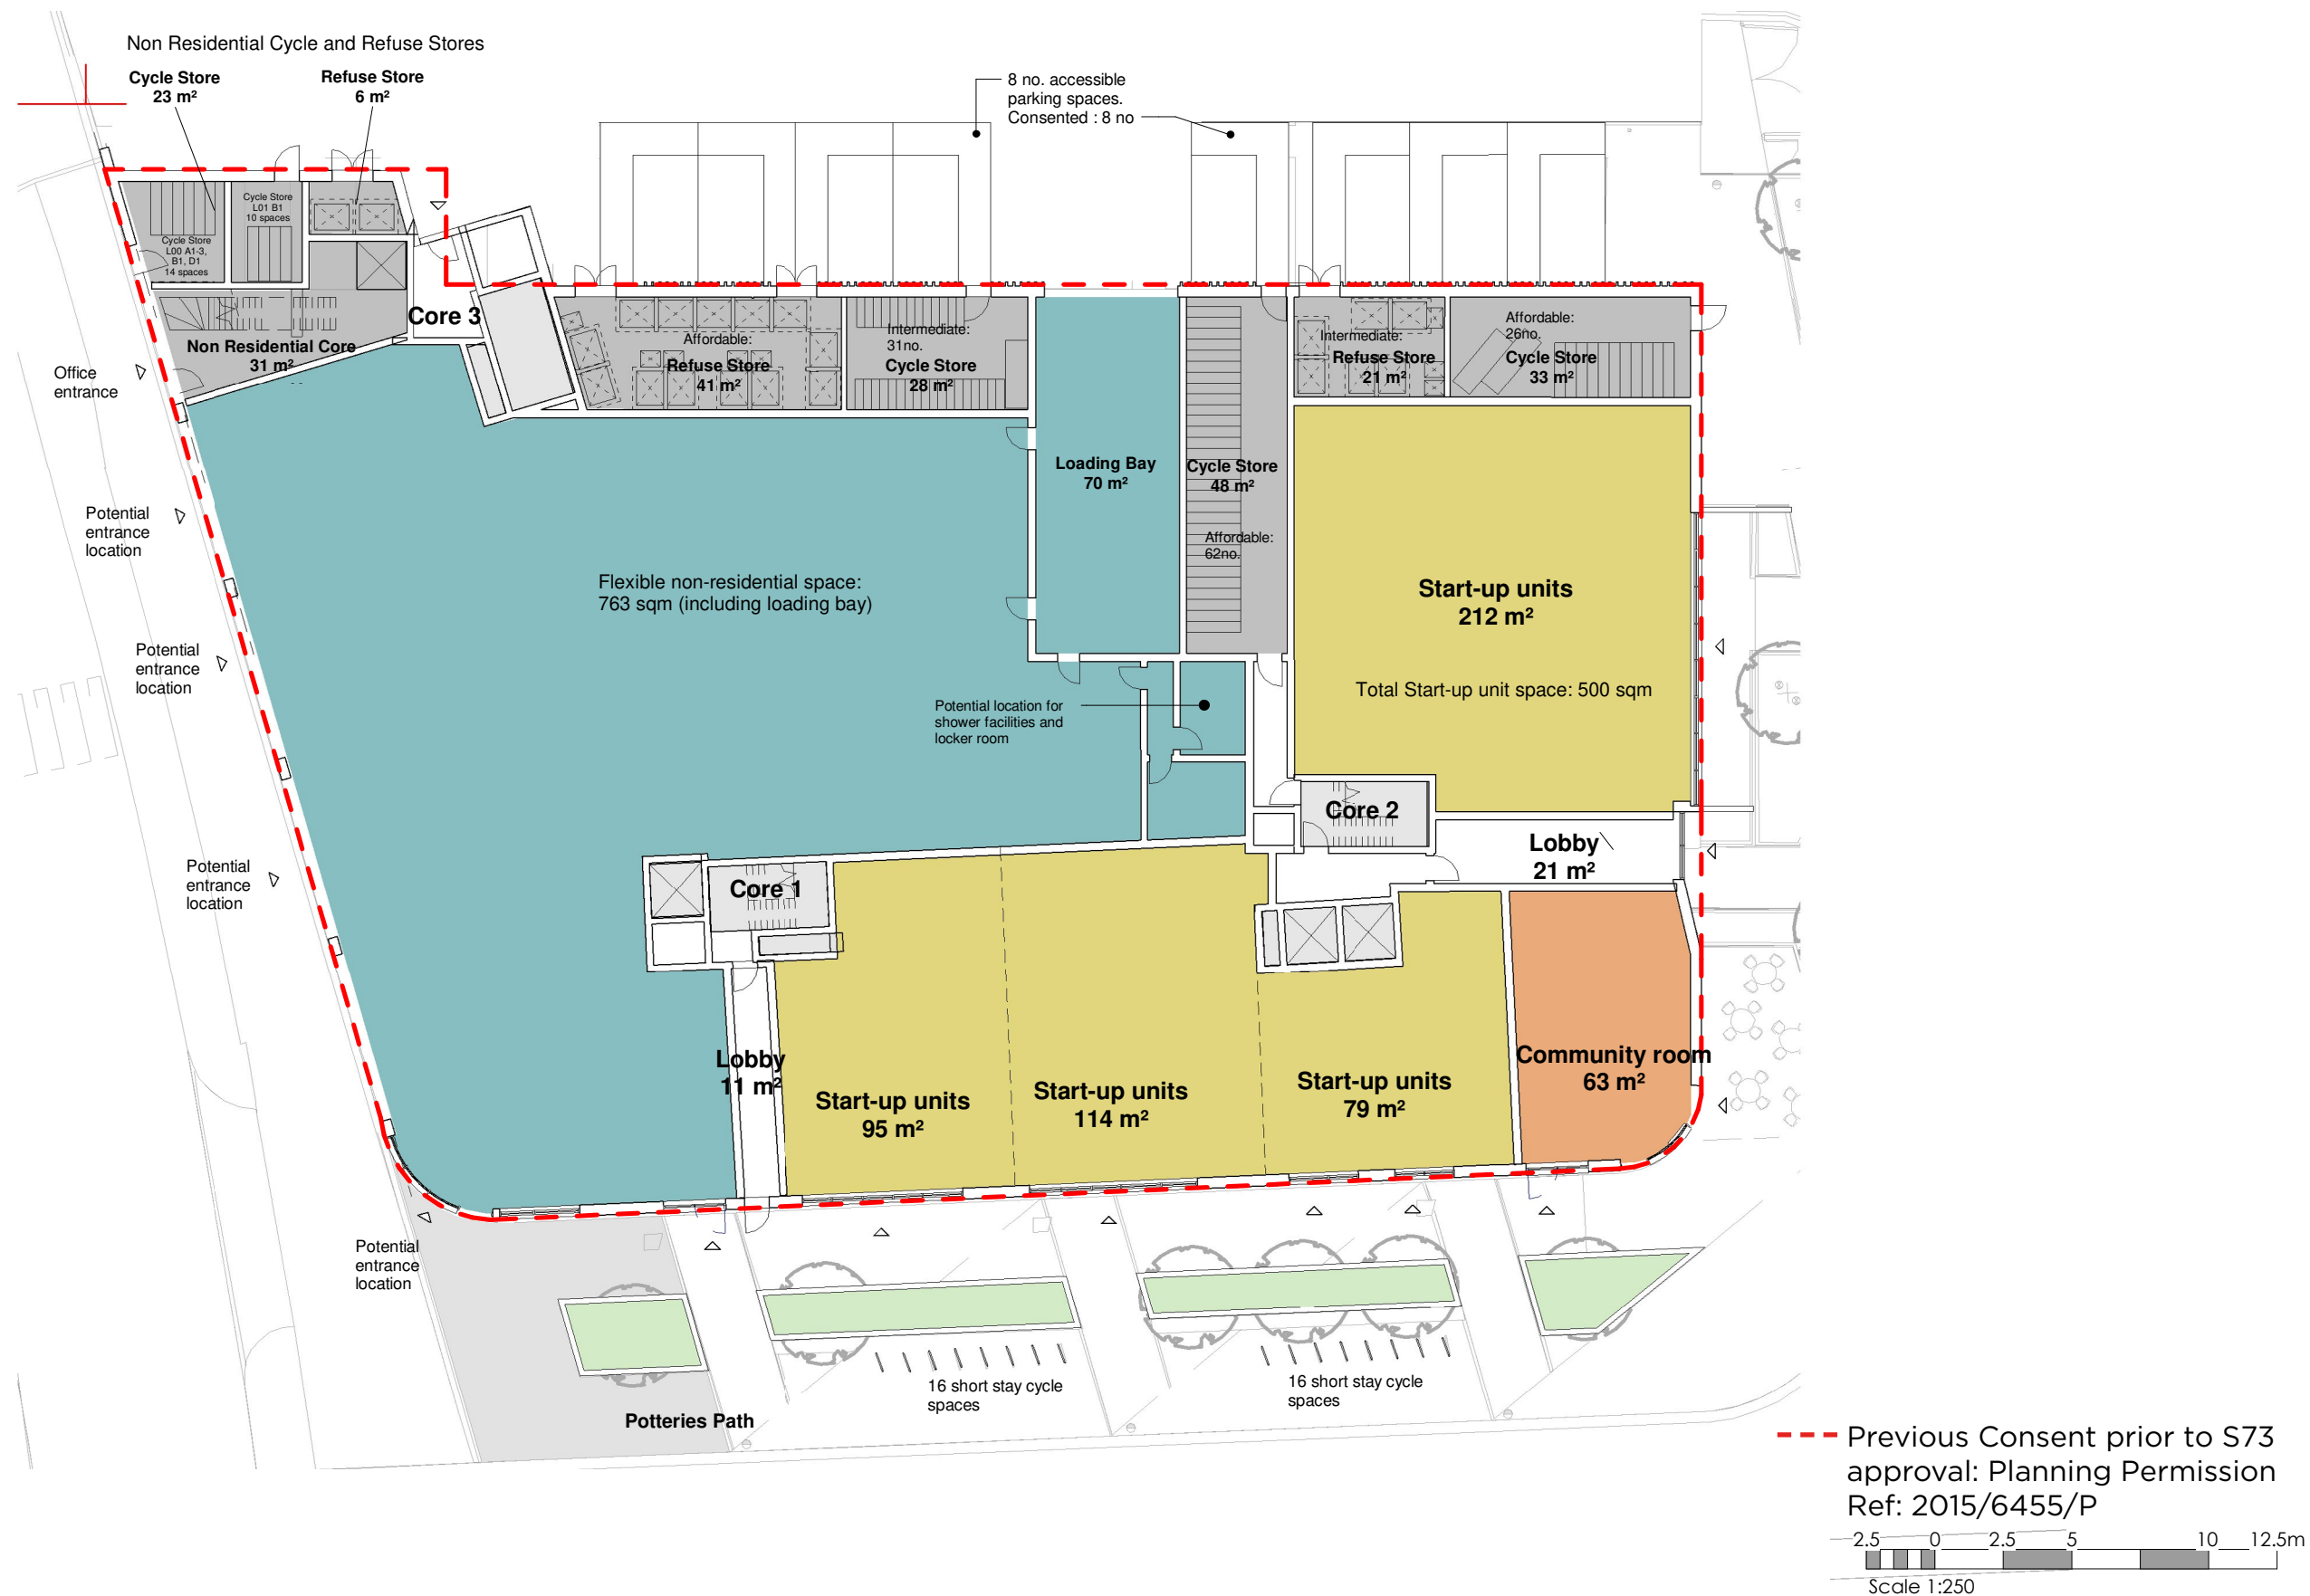 Non Residential Cycle and Refuse Stores
Cycle Store
23 m²
Refuse Store
6 m²
8 no. accessible
parking spaces.
Consented : 8 no
Cycle Store
L01 B1
10 spaces
Cycle Store
L00 A1-3,
B1, D1
14 spaces
Core 3
Non Residential Core
31 m²
Office
entrance
Affordable:
Refuse Store
41 m²
Intermediate:
31no.
Cycle Store
28 m²
Intermediate:
Refuse Store
21 m²
Affordable:
26no.
Cycle Store
33 m²
Loading Bay
70 m²
Cycle Store
48 m²
Affordable:
62no.
Potential
entrance
location
Flexible non-residential space:
763 sqm (including loading bay)
Start-up units
212 m²
Potential
entrance
location
Total Start-up unit space: 500 sqm
Potential location for
shower facilities and
locker room
Core 2
Lobby
21 m²
Potential
entrance
location
Core 1
Lobby
11 m²
Start-up units
95 m²
Start-up units
114 m²
Start-up units
79 m²
Community room
63 m²
Potential
entrance
location
16 short stay cycle
spaces
16 short stay cycle
spaces
Potteries Path
Previous Consent prior to S73
approval: Planning Permission
Ref: 2015/6455/P
2.5 0 2.5 5 10 12.5m
Scale 1:250